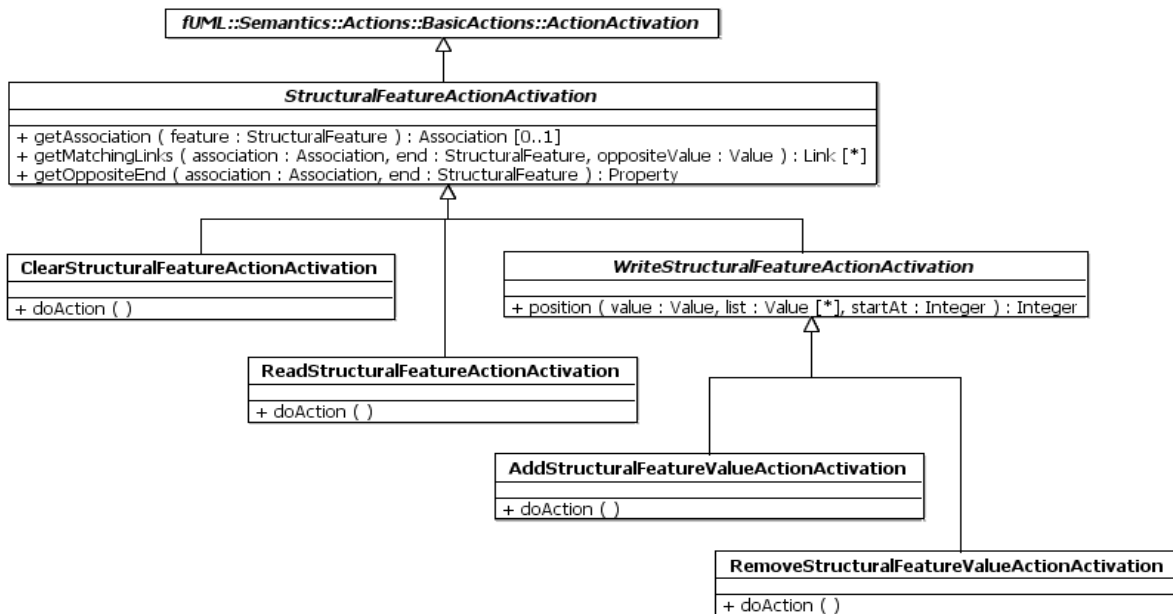 fUML::Semantics::Actions::BasicActions::ActionActivation
StructuralFeatureActionActivation
+ getAssociation ( feature : StructuralFeature ) : Association [0..1]
+ getMatchingLinks ( association : Association, end : StructuralFeature, oppositeValue : Value ) : Link [*]
+ getOppositeEnd ( association : Association, end : StructuralFeature ) : Property
ClearStructuralFeatureActionActivation
+ doAction ( )
WriteStructuralFeatureActionActivation
+ position ( value : Value, list : Value [*], startAt : Integer ) : Integer
ReadStructuralFeatureActionActivation
+ doAction ( )
AddStructuralFeatureValueActionActivation
+ doAction ( )
RemoveStructuralFeatureValueActionActivation
+ doAction ( )